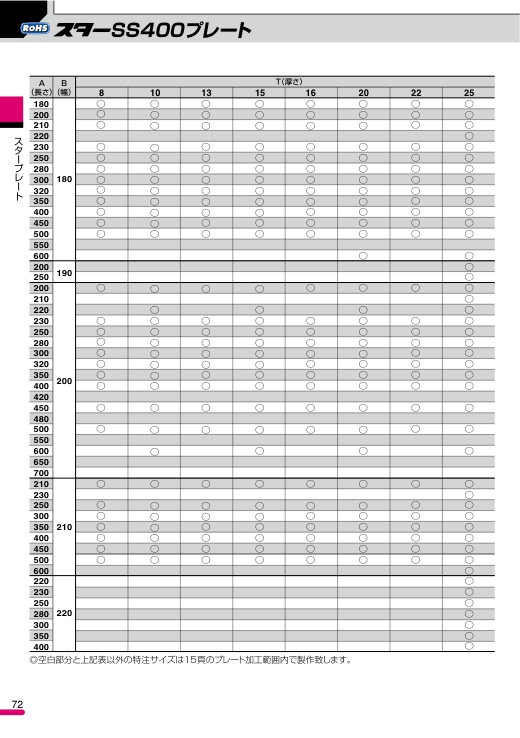 RoHS スターSS400プレート
A B T(厚さ)
(長さ) (幅) 8 10 13 15 16 20 22 25
180 ○ ○ ○ ○ ○ ○ ○ ○
200 ○ ○ ○ ○ ○ ○ ○ ○
210 ○ ○ ○ ○ ○ ○ ○ ○
220 ○
230 ○ ○ ○ ○ ○ ○ ○ ○
250 ○ ○ ○ ○ ○ ○ ○ ○
280 ○ ○ ○ ○ ○ ○ ○ ○
300 180 ○ ○ ○ ○ ○ ○ ○ ○
320 ○ ○ ○ ○ ○ ○ ○ ○
350 ○ ○ ○ ○ ○ ○ ○ ○
400 ○ ○ ○ ○ ○ ○ ○ ○
450 ○ ○ ○ ○ ○ ○ ○ ○
500 ○ ○ ○ ○ ○ ○ ○ ○
550
600 ○ ○
200 ○
190
250 ○
200 ○ ○ ○ ○ ○ ○ ○ ○
210 ○
220 ○ ○ ○ ○
230 ○ ○ ○ ○ ○ ○ ○ ○
250 ○ ○ ○ ○ ○ ○ ○ ○
280 ○ ○ ○ ○ ○ ○ ○ ○
300 ○ ○ ○ ○ ○ ○ ○ ○
320 ○ ○ ○ ○ ○ ○ ○ ○
350 ○ ○ ○ ○ ○ ○ ○ ○
200
400 ○ ○ ○ ○ ○ ○ ○ ○
420
450 ○ ○ ○ ○ ○ ○ ○ ○
480
500 ○ ○ ○ ○ ○ ○ ○ ○
550
600 ○ ○ ○ ○
650
700
210 ○ ○ ○ ○ ○ ○ ○ ○
230 ○
250 ○ ○ ○ ○ ○ ○ ○ ○
300 ○ ○ ○ ○ ○ ○ ○ ○
350 210 ○ ○ ○ ○ ○ ○ ○ ○
400 ○ ○ ○ ○ ○ ○ ○ ○
450 ○ ○ ○ ○ ○ ○ ○ ○
500 ○ ○ ○ ○ ○ ○ ○ ○
600 ○
220 ○
230 ○
250 ○
280 220 ○
300 ○
350 ○
400 ○
◎空白部分と上記表以外の特注サイズは15頁のプレート加工範囲内で製作致します。
スタープレート
72